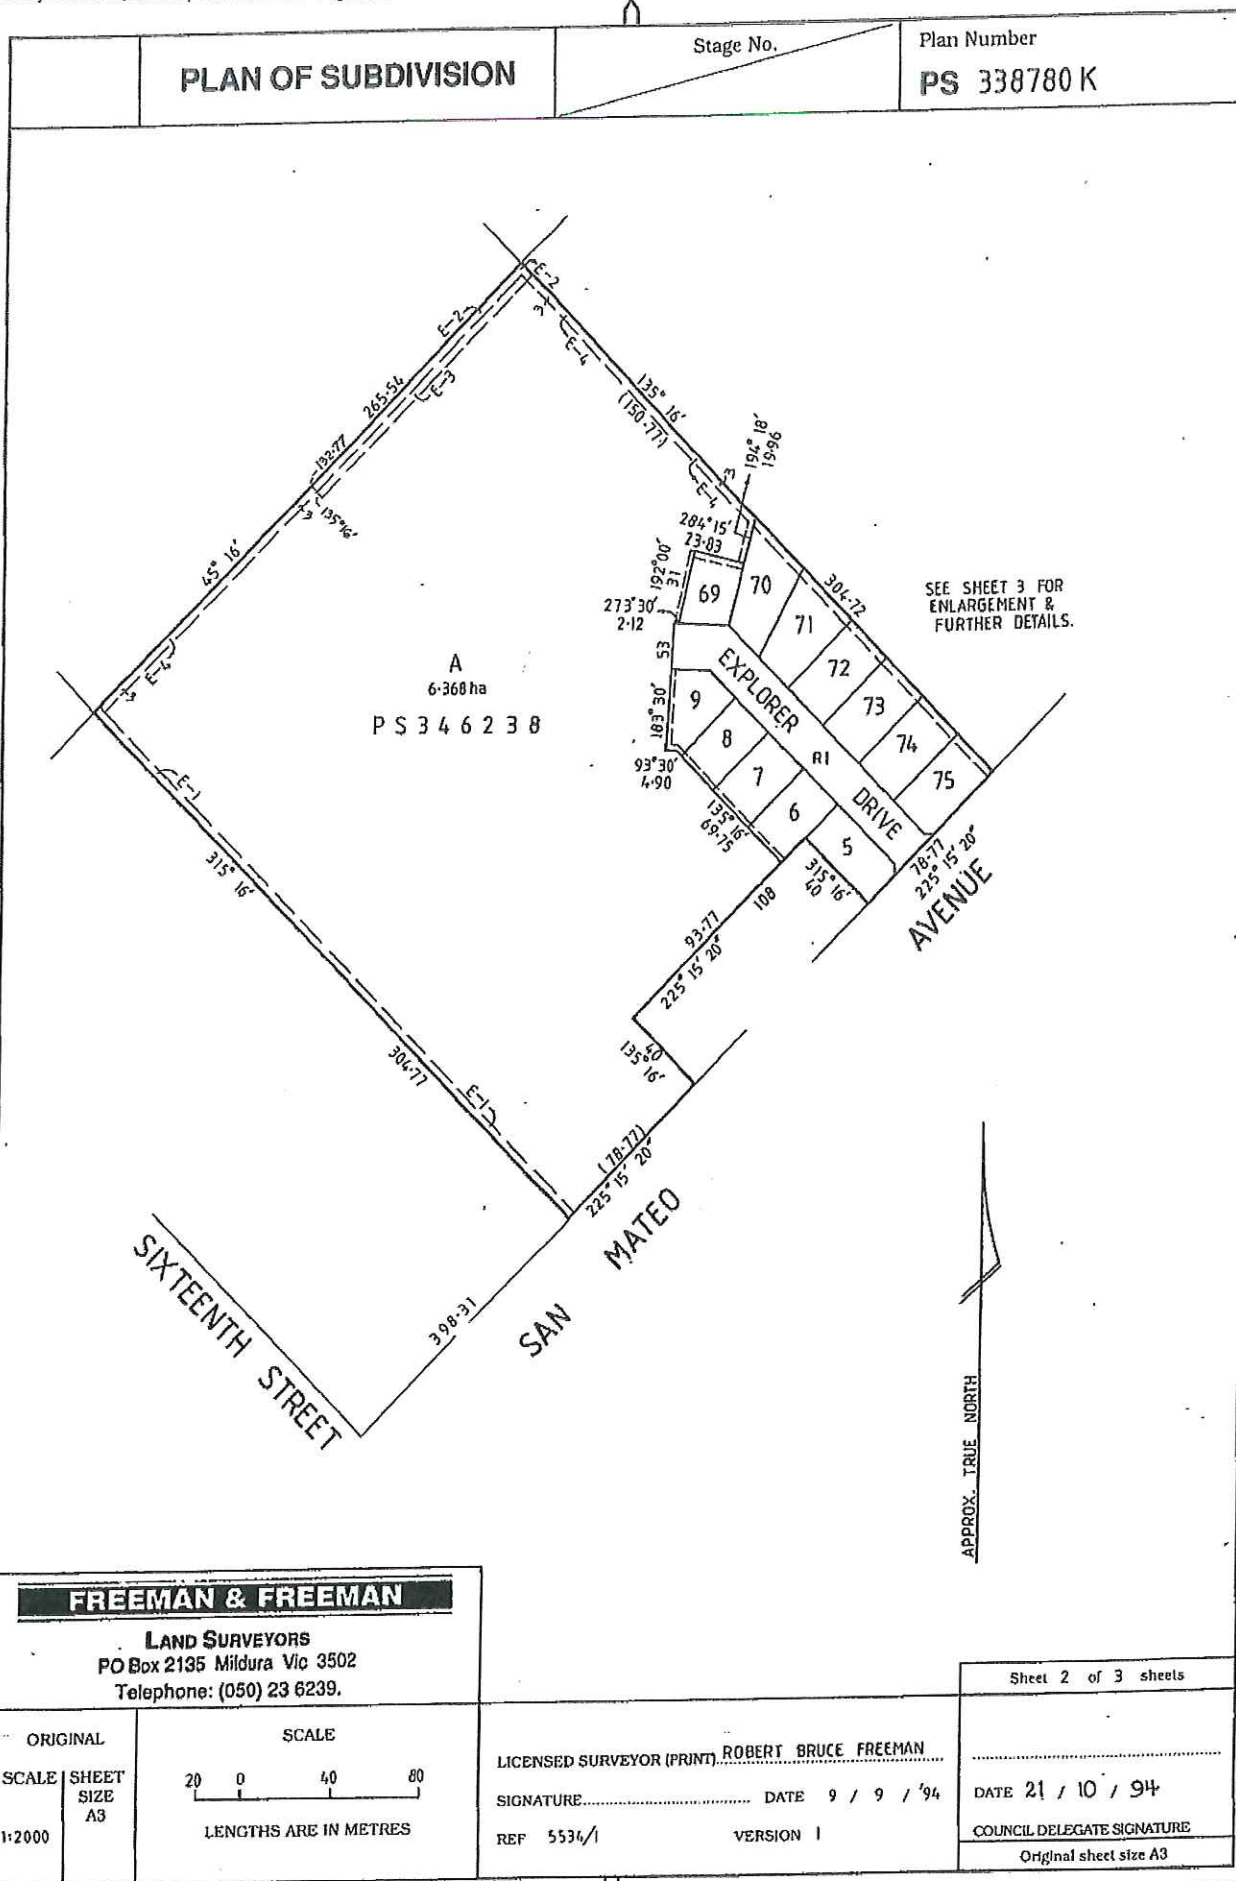 PLAN OF SUBDIVISION
Stage No.
Plan Number
PS 338780 K
E-2
E-2
3
E-4
E-3
265·54
135° 16'
(150·77)
132·77
3
135°16'
3
E-4
194° 18'
19·96
45° 16'
284°15'
23·83
192°00'
31
273°30'
2·12
69
70
71
72
73
74
75
304·72
SEE SHEET 3 FOR
ENLARGEMENT &
FURTHER DETAILS.
53
183° 30'
A
6·368 ha
PS346238
3
E-4
EXPLORER
R1
DRIVE
9
8
7
6
5
93°30'
4·90
135°16'
69·75
315°16'
40
108
78·77
225° 15' 20"
AVENUE
E-1
315° 16'
93·77
225° 15' 20"
40
135°16'
304·77
E-1
(78·77)
225° 15' 20"
MATEO
SAN
398·31
SIXTEENTH STREET
APPROX. TRUE NORTH
FREEMAN & FREEMAN
LAND SURVEYORS
PO Box 2135 Mildura Vic 3502
Telephone: (050) 23 6239.
Sheet 2 of 3 sheets
ORIGINAL
SCALE
SHEET
SIZE
A3
1:2000
SCALE
20 0 40 80
LENGTHS ARE IN METRES
LICENSED SURVEYOR (PRINT) ROBERT BRUCE FREEMAN
SIGNATURE DATE 9 / 9 / '94
REF 5534/1 VERSION 1
DATE 21 / 10 / 94
COUNCIL DELEGATE SIGNATURE
Original sheet size A3